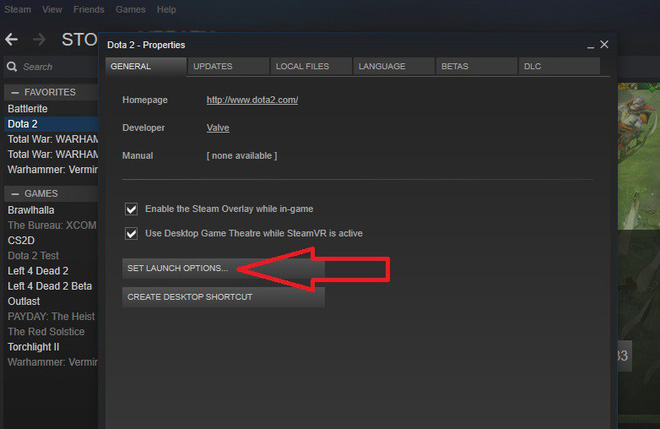 Steam View Friends Games Help
STO
Dota 2 - Properties
Search
GENERAL UPDATES LOCAL FILES LANGUAGE BETAS DLC
FAVORITES
Battlerite
Dota 2
Total War: WARHAM
Total War: WARHAM
Warhammer: Vermin
GAMES
Brawlhalla
The Bureau: XCOM
CS2D
Dota 2 Test
Left 4 Dead 2
Left 4 Dead 2 Beta
Outlast
PAYDAY: The Heist
The Red Solstice
Torchlight II
Warhammer: Vermin
Homepage http://www.dota2.com/
Developer Valve
Manual [ none available ]
Enable the Steam Overlay while in-game
Use Desktop Game Theatre while SteamVR is active
SET LAUNCH OPTIONS...
CREATE DESKTOP SHORTCUT
33